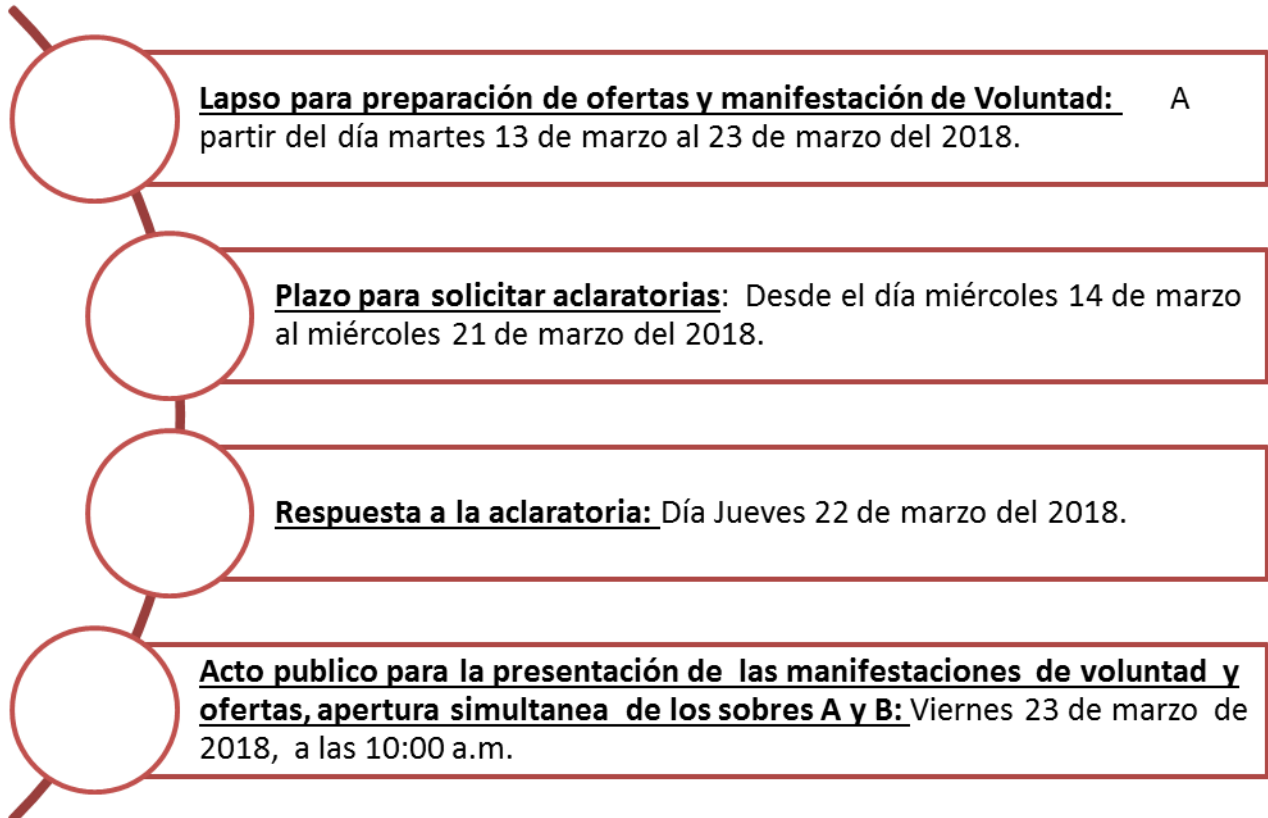 Lapso para preparación de ofertas y manifestación de Voluntad: A
partir del día martes 13 de marzo al 23 de marzo del 2018.
Plazo para solicitar aclaratorias: Desde el día miércoles 14 de marzo
al miércoles 21 de marzo del 2018.
Respuesta a la aclaratoria: Día Jueves 22 de marzo del 2018.
Acto publico para la presentación de las manifestaciones de voluntad y
ofertas, apertura simultanea de los sobres A y B: Viernes 23 de marzo de
2018, a las 10:00 a.m.